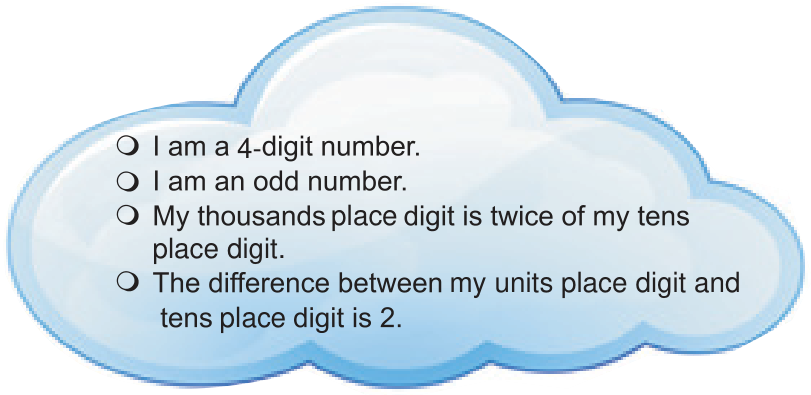 ❍ I am a 4-digit number.
❍ I am an odd number.
❍ My thousands place digit is twice of my tens
place digit.
❍ The difference between my units place digit and
tens place digit is 2.